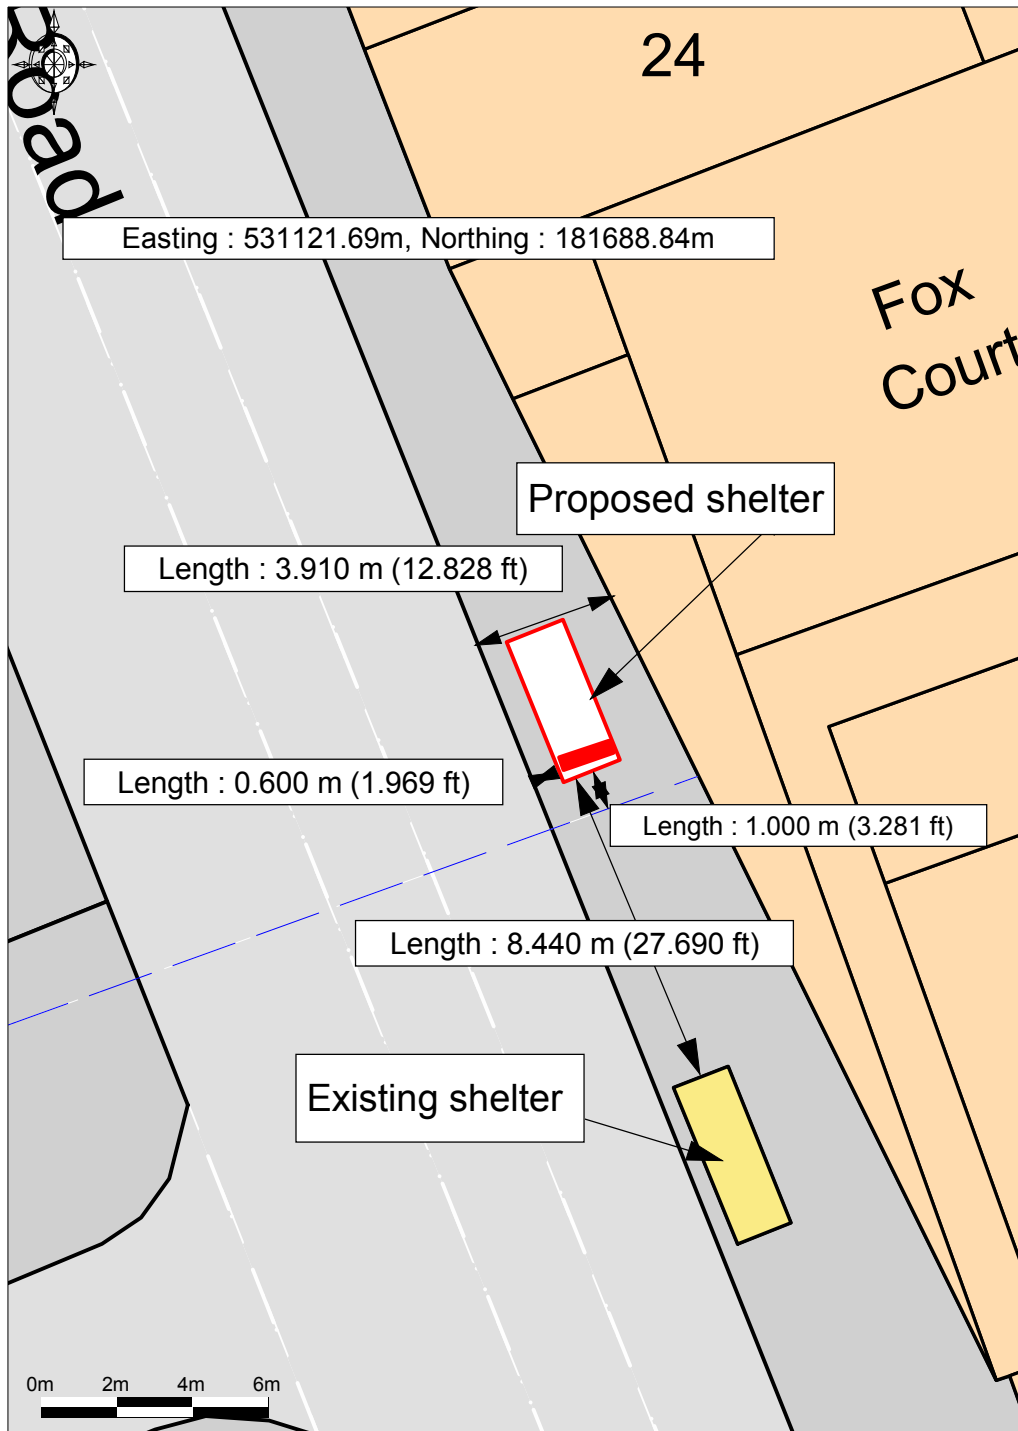 Road
24
Easting : 531121.69m, Northing : 181688.84m
Fox
Court
Proposed shelter
Length : 3.910 m (12.828 ft)
Length : 0.600 m (1.969 ft)
Length : 1.000 m (3.281 ft)
Length : 8.440 m (27.690 ft)
Existing shelter
0m 2m 4m 6m